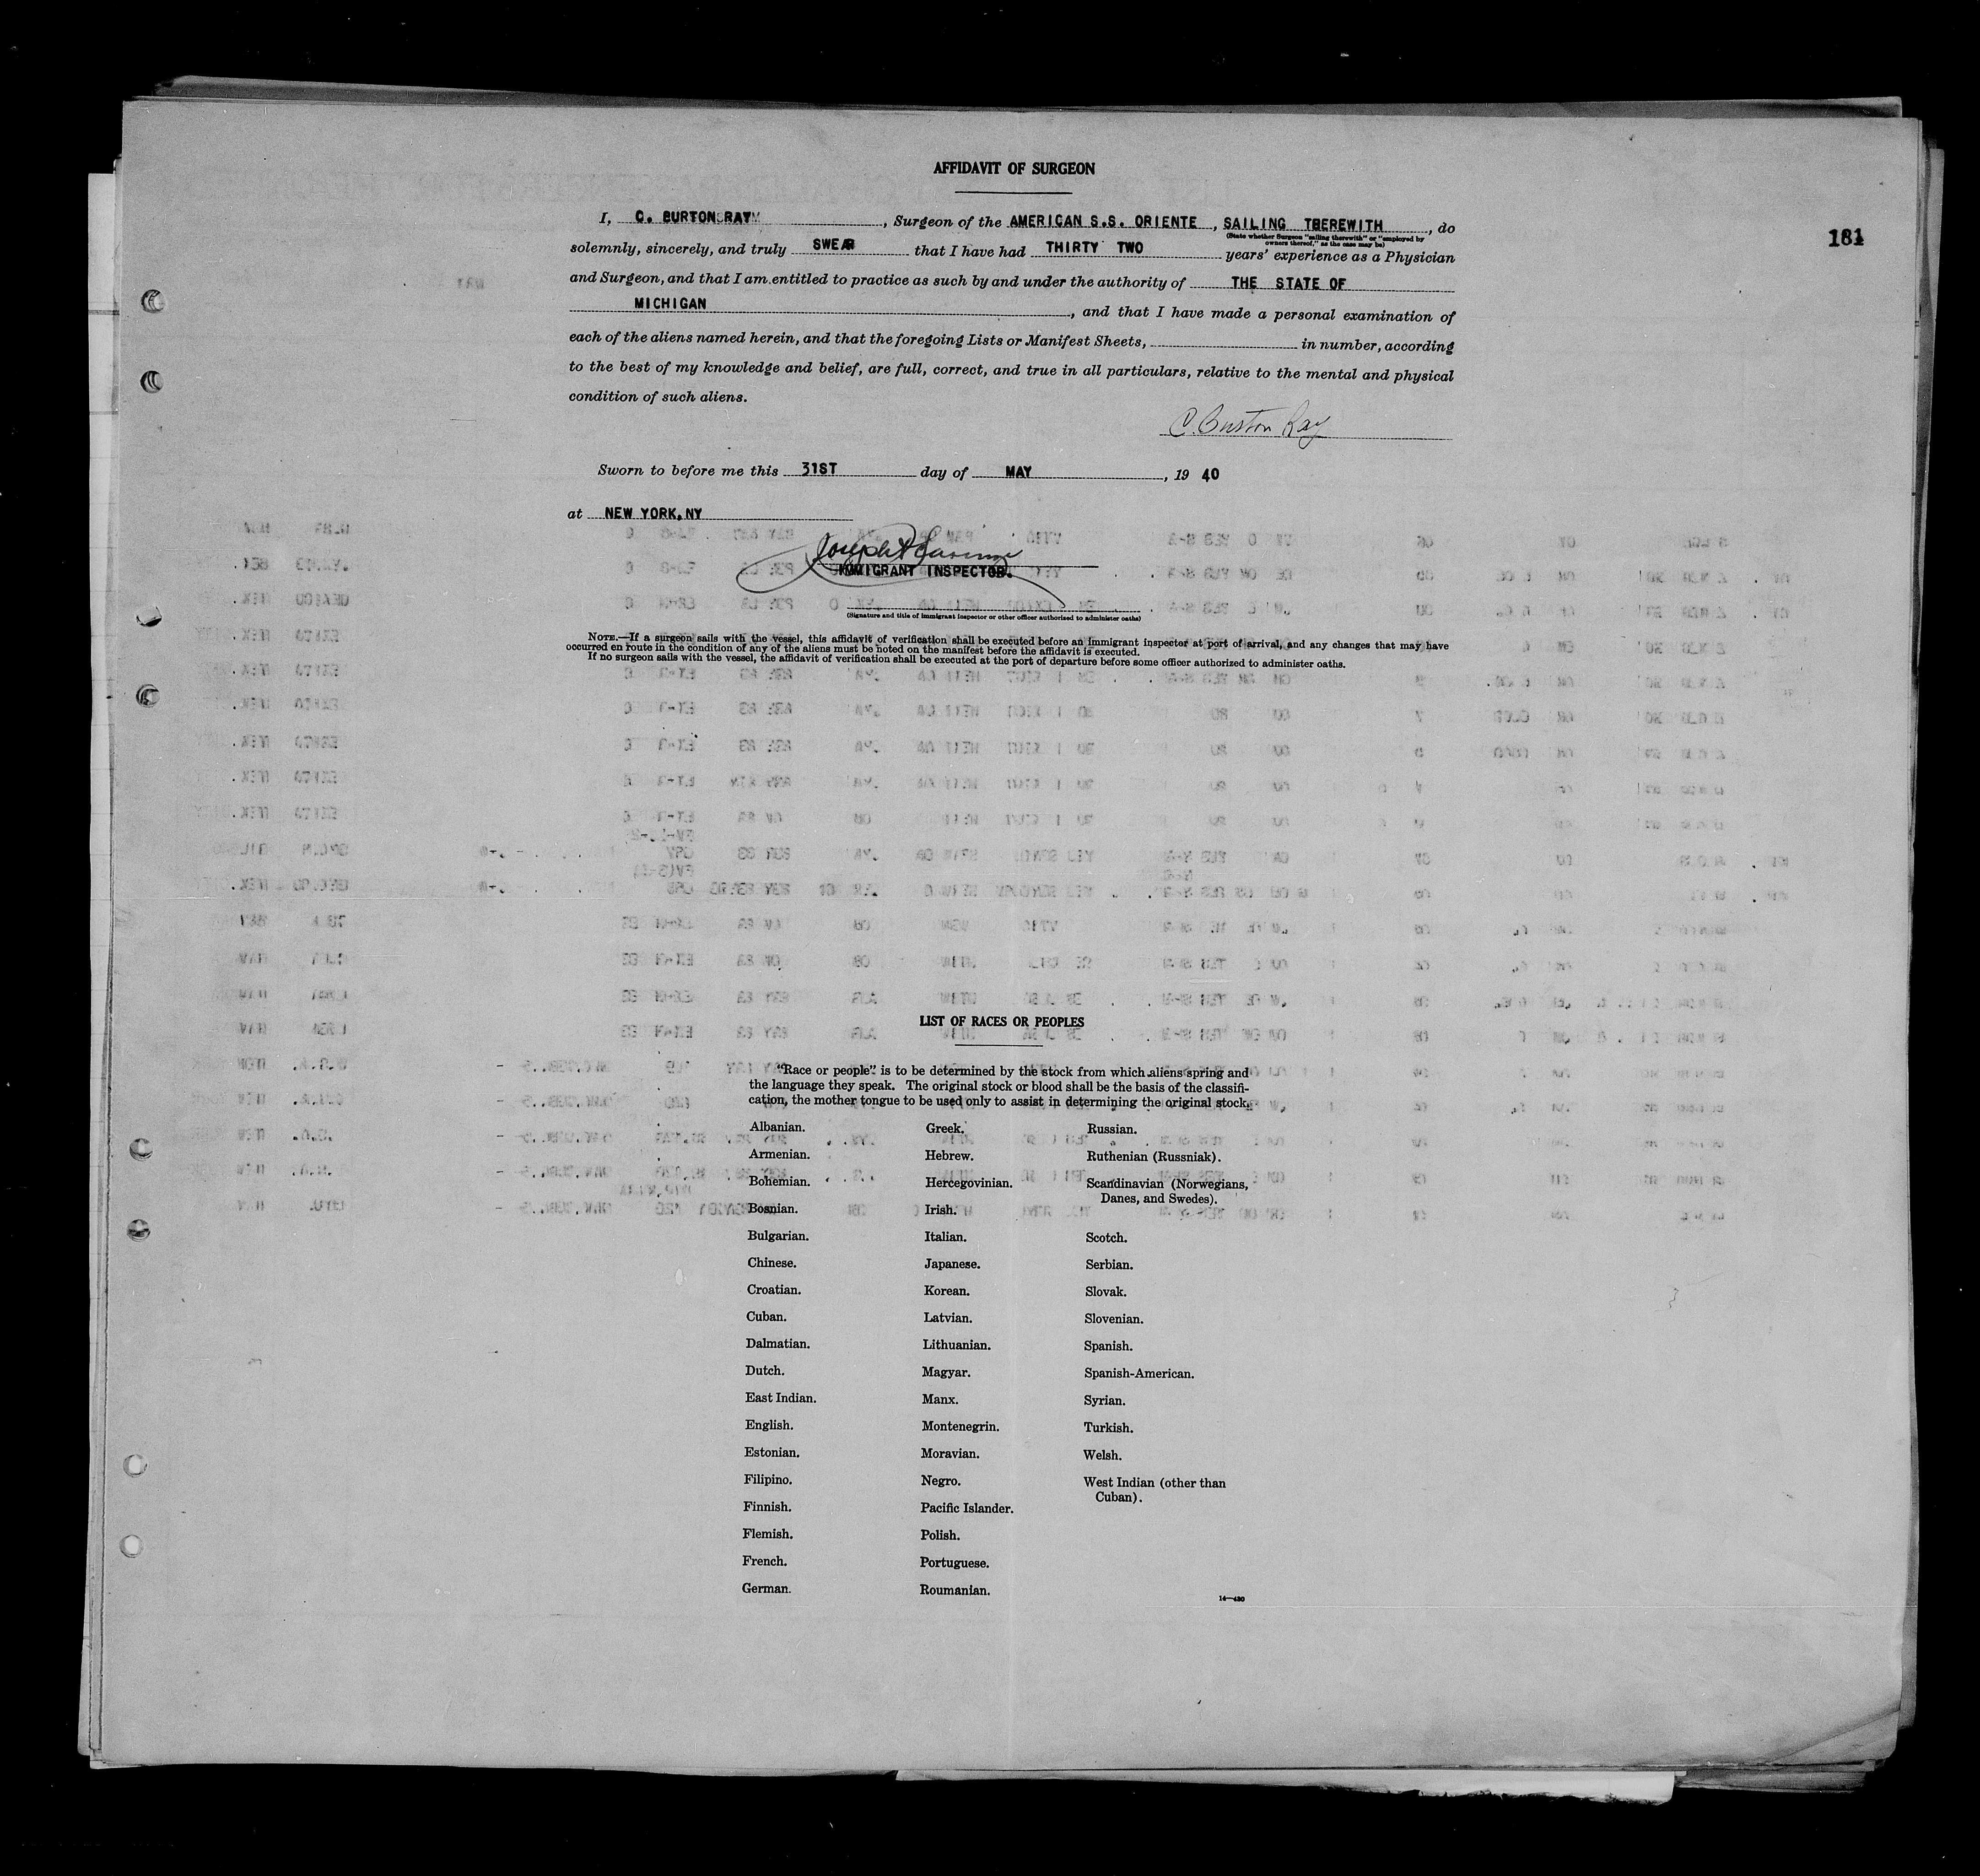 AFFIDAVIT OF SURGEON
181
I, C. BURTON RAY, Surgeon of the AMERICAN S.S. ORIENTE, SAILING THEREWITH, do
(State whether Surgeon "sailing therewith" or "employed by
owners thereof," as the case may be)
solemnly, sincerely, and truly SWEAR that I have had THIRTY TWO years' experience as a Physician
and Surgeon, and that I am entitled to practice as such by and under the authority of THE STATE OF
MICHIGAN, and that I have made a personal examination of
each of the aliens named herein, and that the foregoing Lists or Manifest Sheets, in number, according
to the best of my knowledge and belief, are full, correct, and true in all particulars, relative to the mental and physical
condition of such aliens.
C. Burton Ray
Sworn to before me this 31ST day of MAY, 19 40
at NEW YORK, NY
IMMIGRANT INSPECTOR.
(Signature and title of immigrant inspector or other officer authorized to administer oaths)
NOTE.—If a surgeon sails with the vessel, this affidavit of verification shall be executed before an immigrant inspector at port of arrival, and any changes that may have
occurred en route in the condition of any of the aliens must be noted on the manifest before the affidavit is executed.
If no surgeon sails with the vessel, the affidavit of verification shall be executed at the port of departure before some officer authorized to administer oaths.
LIST OF RACES OR PEOPLES
"Race or people" is to be determined by the stock from which aliens spring and
the language they speak. The original stock or blood shall be the basis of the classifi-
cation, the mother tongue to be used only to assist in determining the original stock.
Albanian.
Armenian.
Bohemian.
Bosnian.
Bulgarian.
Chinese.
Croatian.
Cuban.
Dalmatian.
Dutch.
East Indian.
English.
Estonian.
Filipino.
Finnish.
Flemish.
French.
German.
Greek.
Hebrew.
Hercegovinian.
Irish.
Italian.
Japanese.
Korean.
Latvian.
Lithuanian.
Magyar.
Manx.
Montenegrin.
Moravian.
Negro.
Pacific Islander.
Polish.
Portuguese.
Roumanian.
Russian.
Ruthenian (Russniak).
Scandinavian (Norwegians,
Danes, and Swedes).
Scotch.
Serbian.
Slovak.
Slovenian.
Spanish.
Spanish-American.
Syrian.
Turkish.
Welsh.
West Indian (other than
Cuban).
14—430